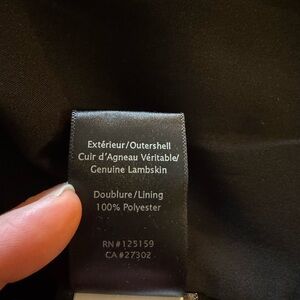 Extérieur/Outershell
Cuir d'Agneau Véritable/
Genuine Lambskin
Doublure/Lining
100% Polyester
RN#125159
CA#27302